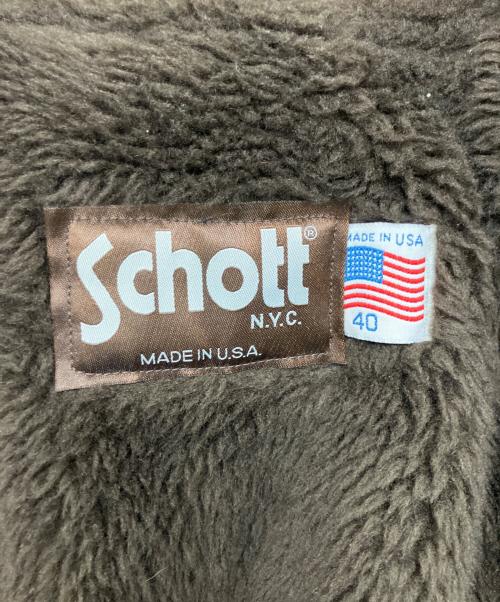 Schott®
N.Y.C.
MADE IN U.S.A.
MADE IN USA
40